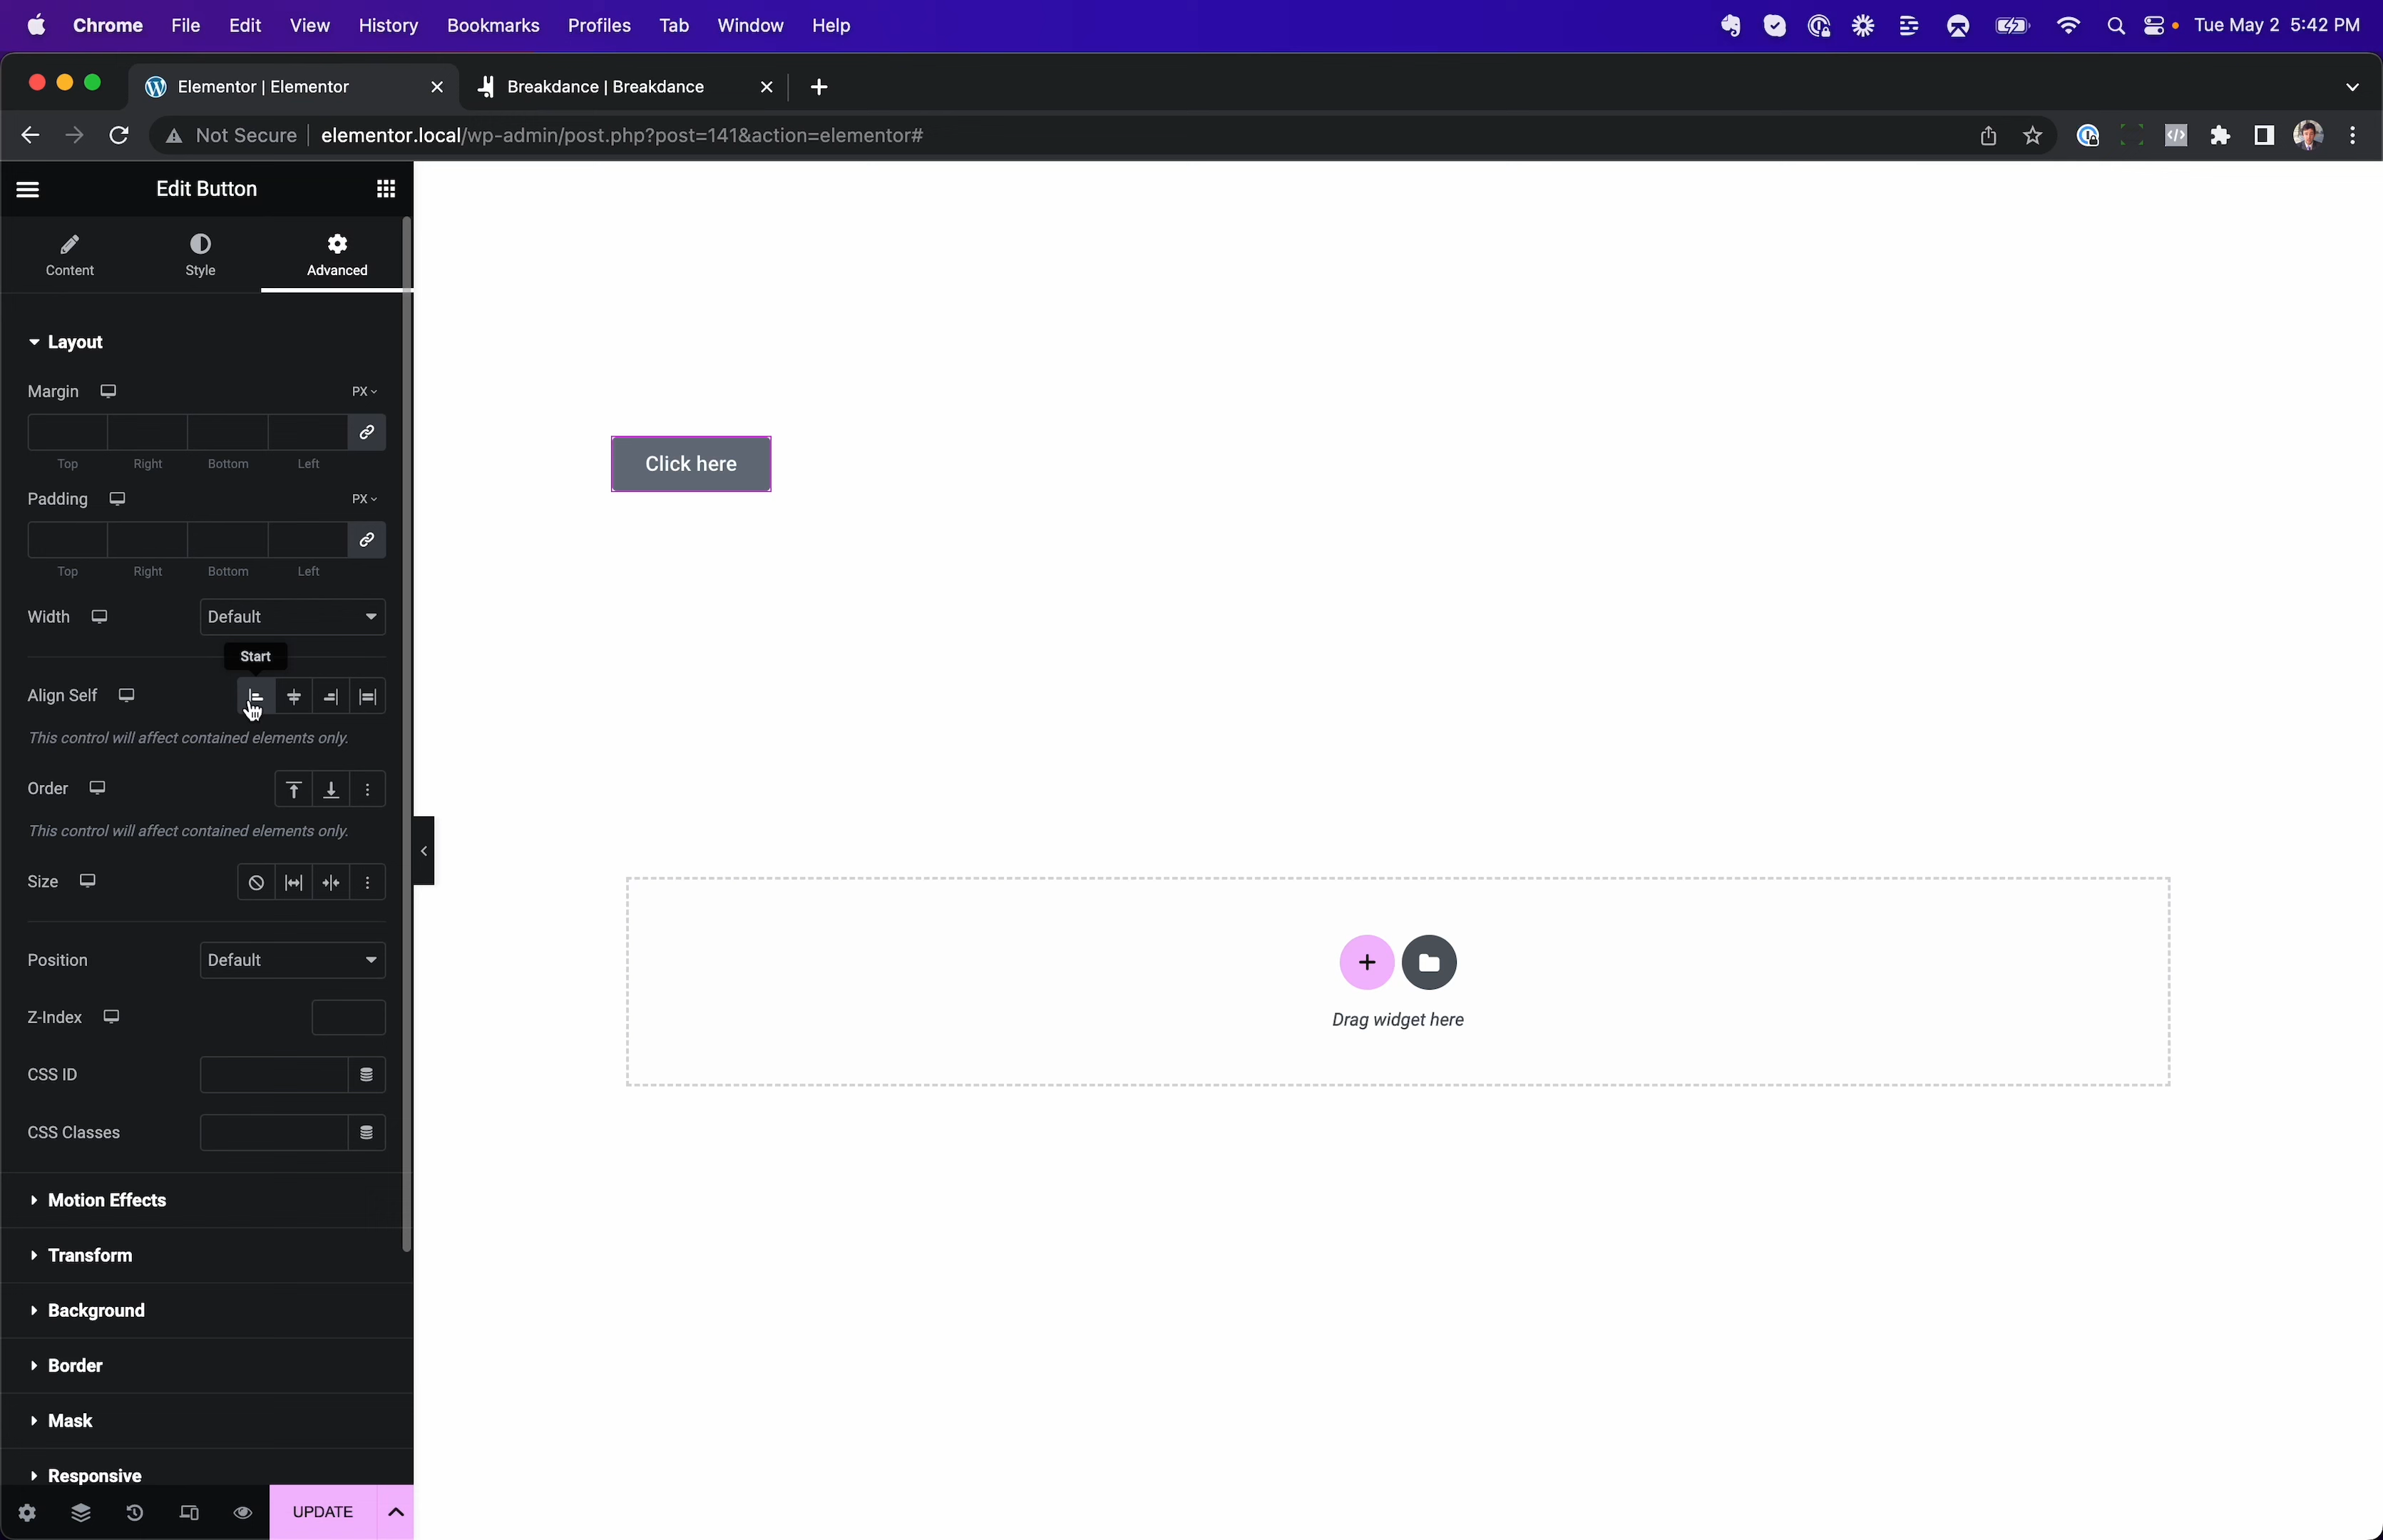 Chrome File Edit View History Bookmarks Profiles Tab Window Help Tue May 2 5:42 PM
Elementor | Elementor Breakdance | Breakdance
Not Secure elementor.local/wp-admin/post.php?post=141&action=elementor#
Edit Button
Content Style Advanced
Layout
Margin PX
Top Right Bottom Left
Padding PX
Top Right Bottom Left
Width Default
Start
Align Self
This control will affect contained elements only.
Order
This control will affect contained elements only.
Size
Position Default
Z-Index
CSS ID
CSS Classes
Motion Effects
Transform
Background
Border
Mask
Responsive
UPDATE
Click here
Drag widget here